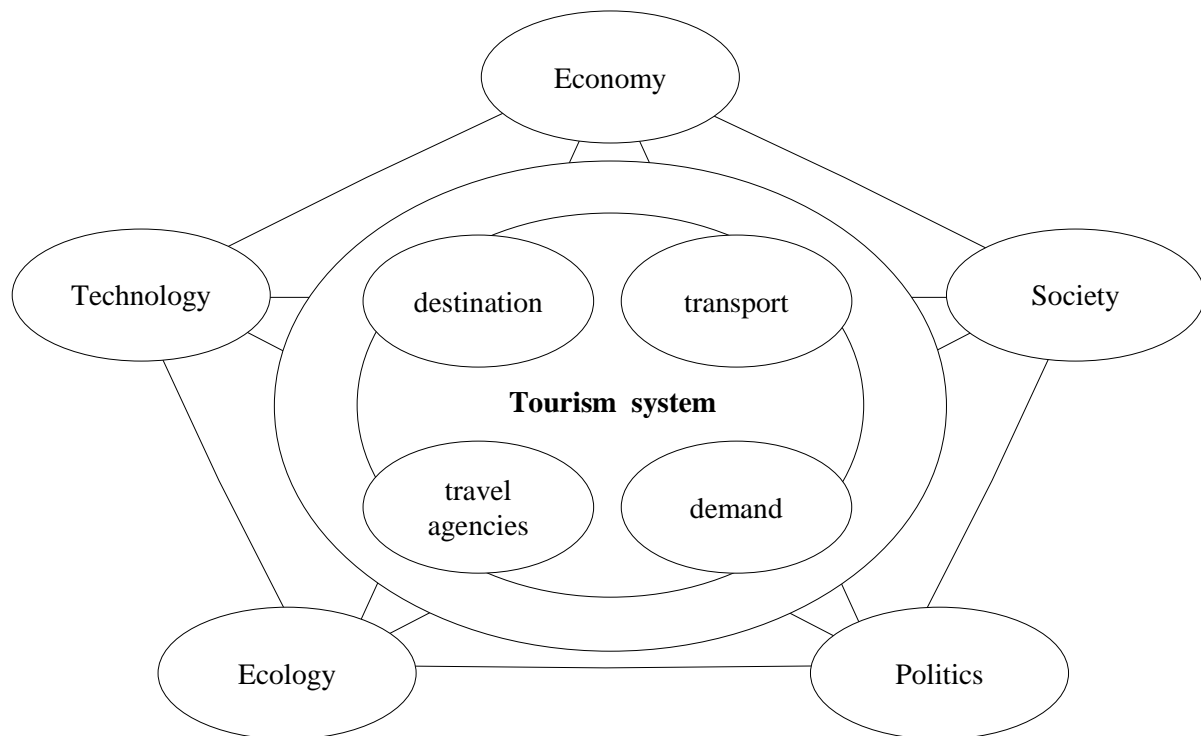 Economy
Technology
Society
destination
transport
Tourism system
travel
agencies
demand
Ecology
Politics